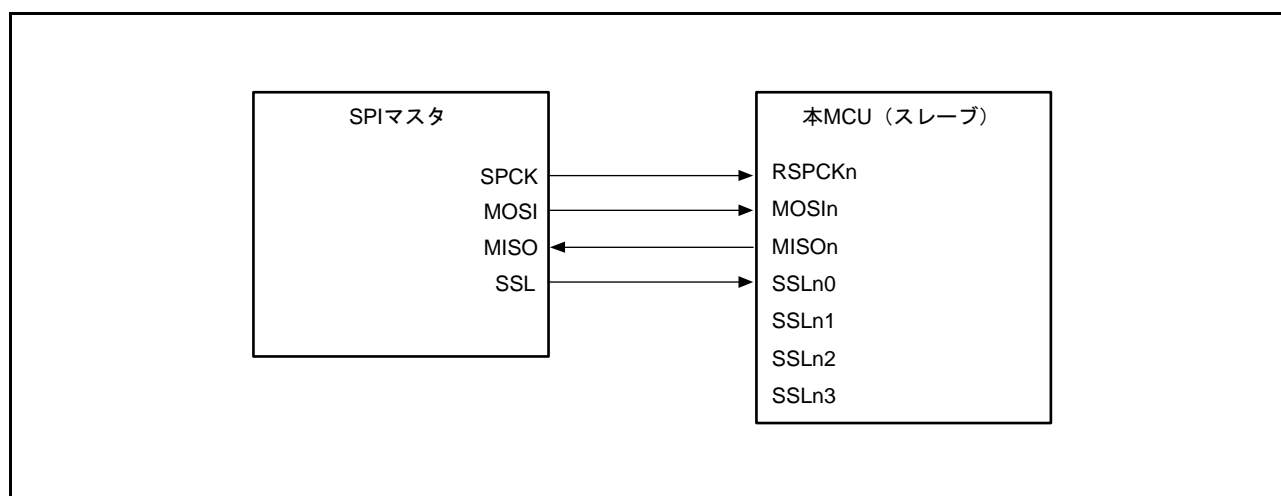 SPIマスタ
SPCK
MOSI
MISO
SSL
本MCU（スレーブ）
RSPCKn
MOSIn
MISOn
SSLn0
SSLn1
SSLn2
SSLn3